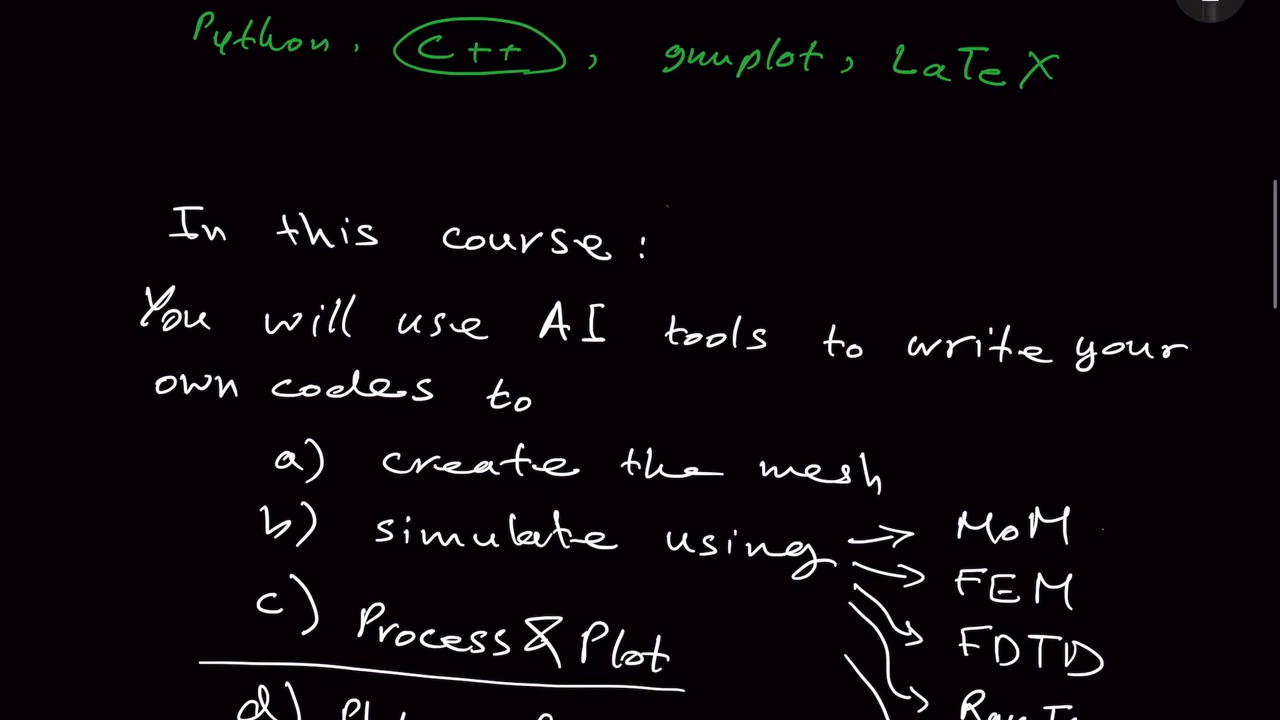 Python, C++, gnuplot, LaTeX
In this course:
You will use AI tools to write your
own codes to
a) create the mesh
b) simulate using → MoM
→ FEM
c) Process & Plot
→ FDTD
d)